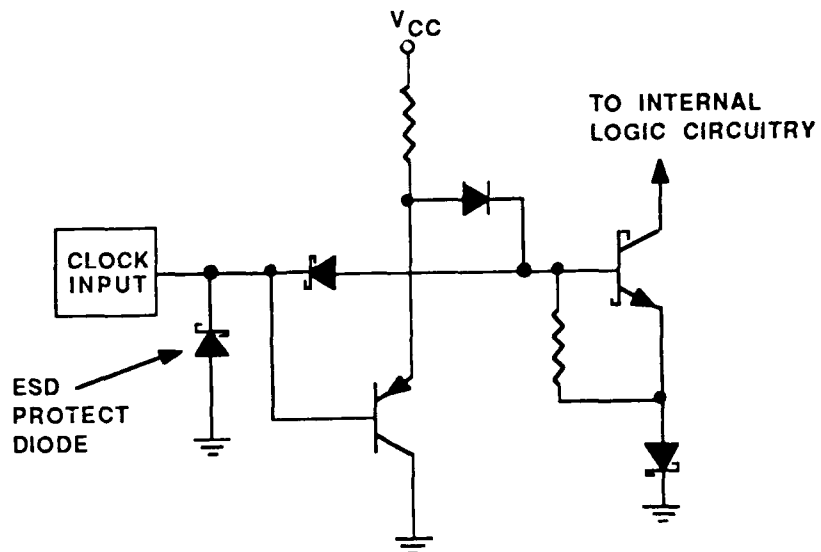 VCC
TO INTERNAL
LOGIC CIRCUITRY
CLOCK
INPUT
ESD
PROTECT
DIODE